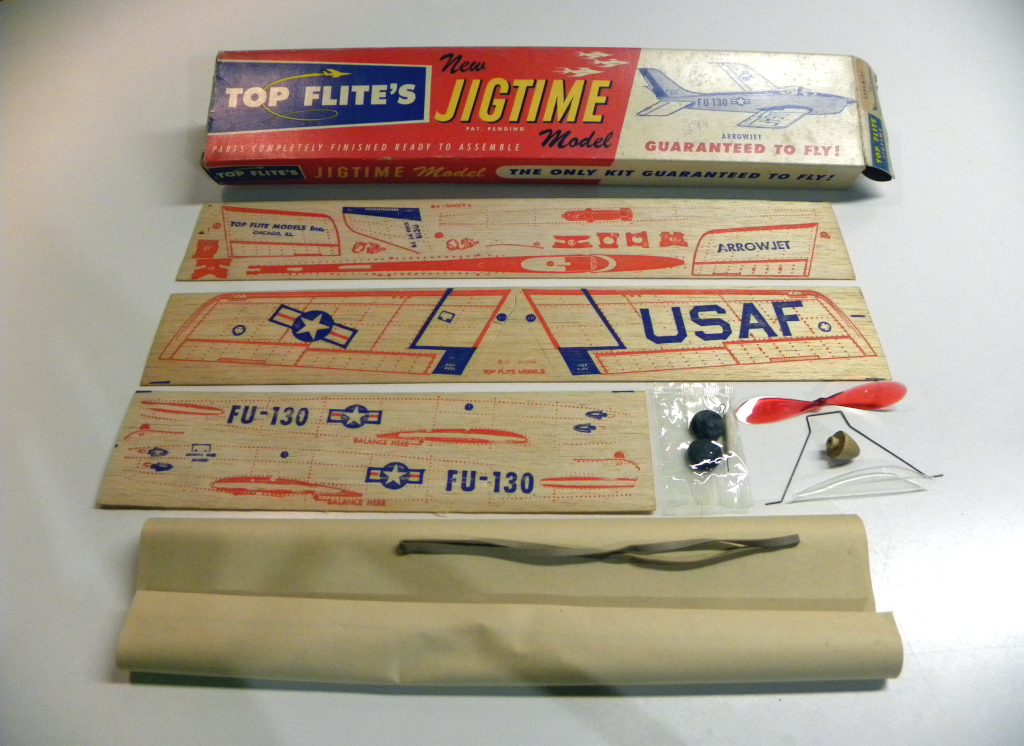 TOP FLITE'S
New
JIGTIME
PAT. PENDING
Model
PARTS COMPLETELY FINISHED READY TO ASSEMBLE
FU 130
ARROWJET
GUARANTEED TO FLY!
TOP FLITE
TOP FLITE'S
JIGTIME Model
THE ONLY KIT GUARANTEED TO FLY!
TOP FLITE MODELS Inc.
CHICAGO, ILL.
ARROWJET
USAF
TOP FLITE MODELS
FU-130
BALANCE HERE
FU-130
BALANCE HERE